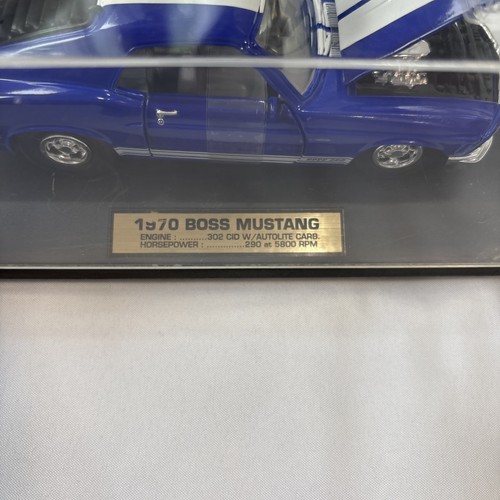 1970 BOSS MUSTANG
ENGINE : ..........302 CID W/AUTOLITE CARB.
HORSEPOWER : ..............290 at 5800 RPM